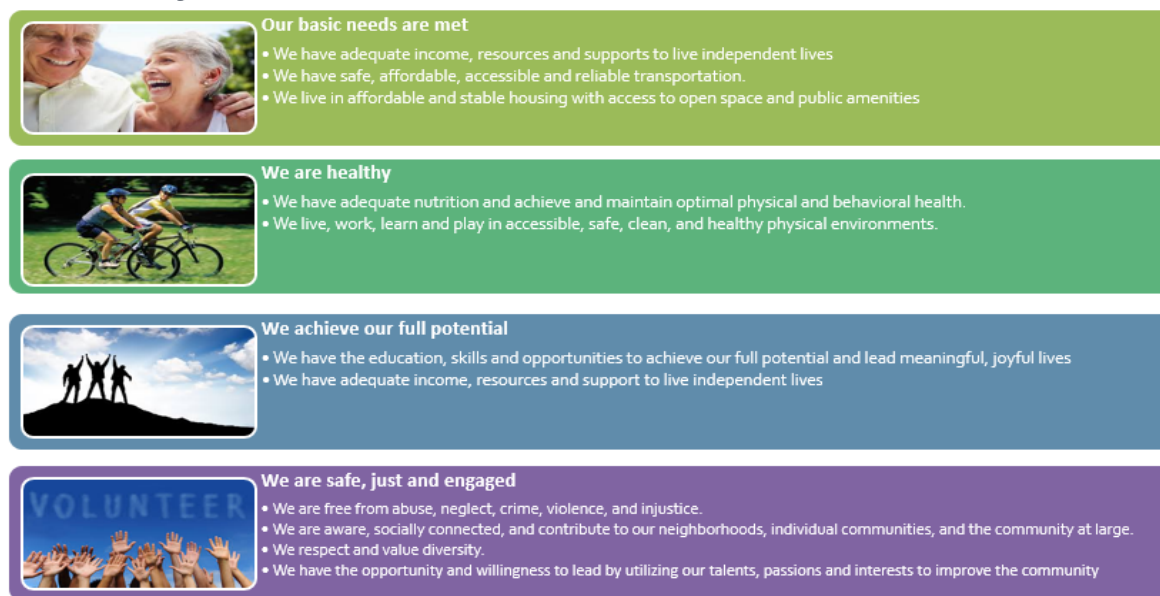 Our basic needs are met
• We have adequate income, resources and supports to live independent lives
• We have safe, affordable, accessible and reliable transportation.
• We live in affordable and stable housing with access to open space and public amenities
We are healthy
• We have adequate nutrition and achieve and maintain optimal physical and behavioral health.
• We live, work, learn and play in accessible, safe, clean, and healthy physical environments.
We achieve our full potential
• We have the education, skills and opportunities to achieve our full potential and lead meaningful, joyful lives
• We have adequate income, resources and support to live independent lives
VOLUNTEER
We are safe, just and engaged
• We are free from abuse, neglect, crime, violence, and injustice.
• We are aware, socially connected, and contribute to our neighborhoods, individual communities, and the community at large.
• We respect and value diversity.
• We have the opportunity and willingness to lead by utilizing our talents, passions and interests to improve the community